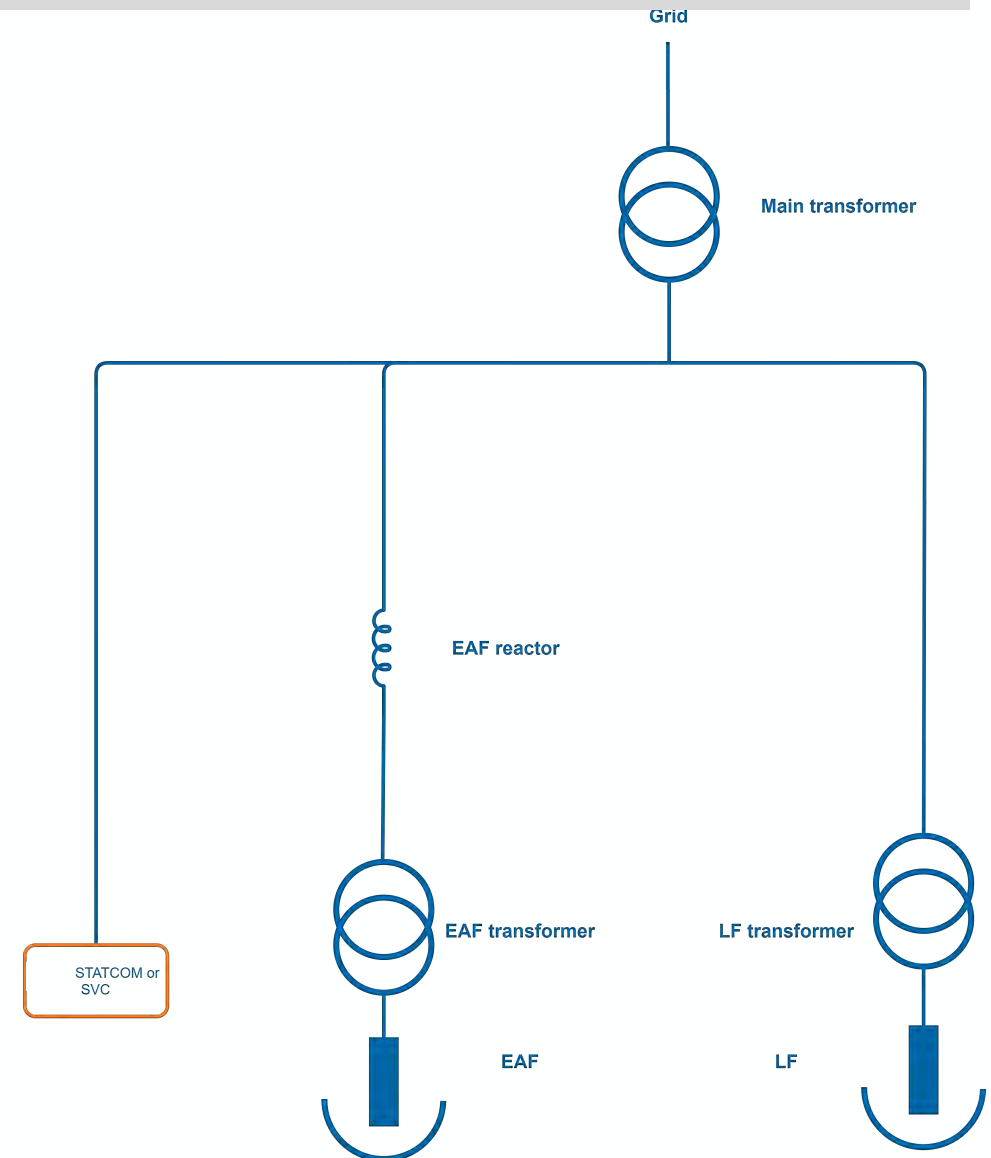 Grid
Main transformer
EAF reactor
EAF transformer
LF transformer
STATCOM or
SVC
EAF
LF